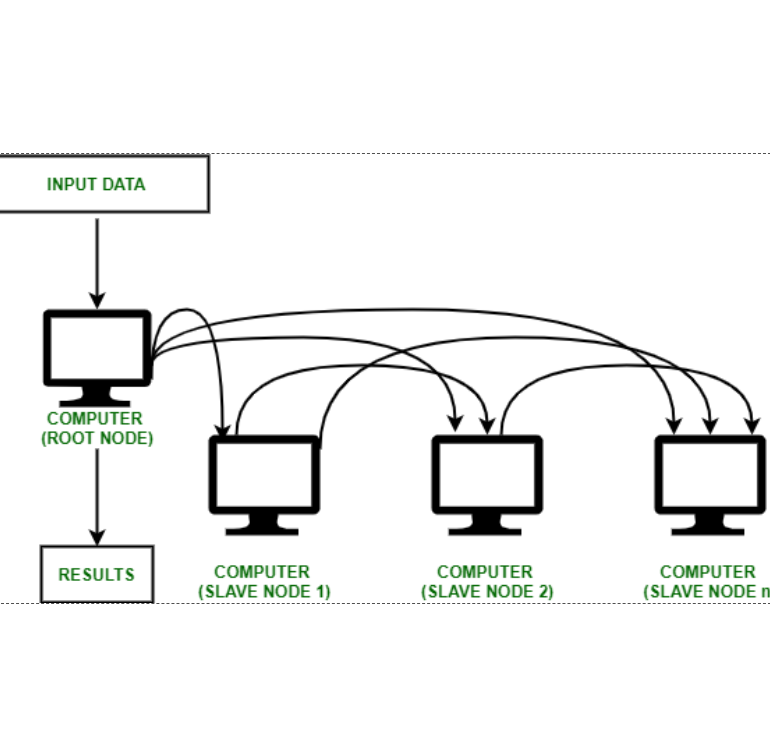 INPUT DATA
COMPUTER
(ROOT NODE)
RESULTS
COMPUTER
(SLAVE NODE 1)
COMPUTER
(SLAVE NODE 2)
COMPUTER
(SLAVE NODE n